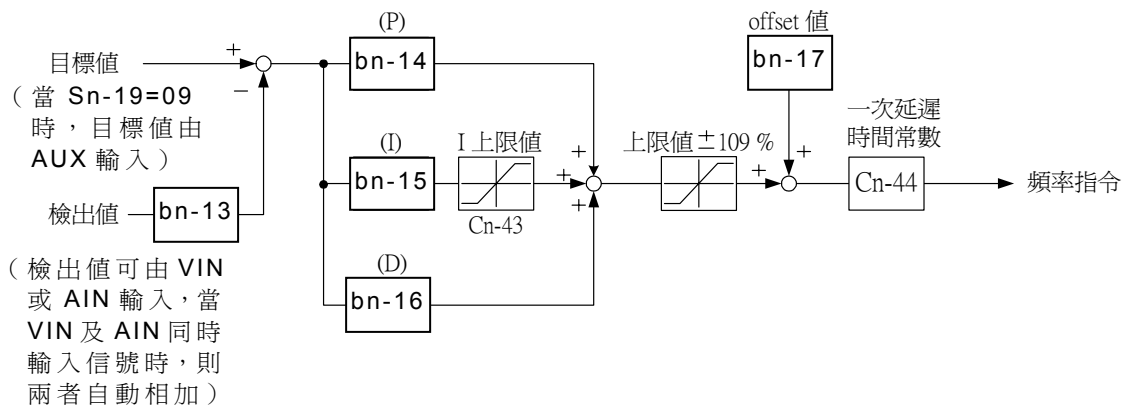 offset 值
bn-17
(P)
bn-14
目標值
+
−
（當 Sn-19=09
時，目標值由
AUX 輸入）
(I)
bn-15
I 上限值
Cn-43
+
+
+
上限值±109 %
+
+
一次延遲
時間常數
Cn-44
頻率指令
檢出值
bn-13
(D)
bn-16
（檢出值可由 VIN
或 AIN 輸入，當
VIN 及 AIN 同時
輸入信號時，則
兩者自動相加）